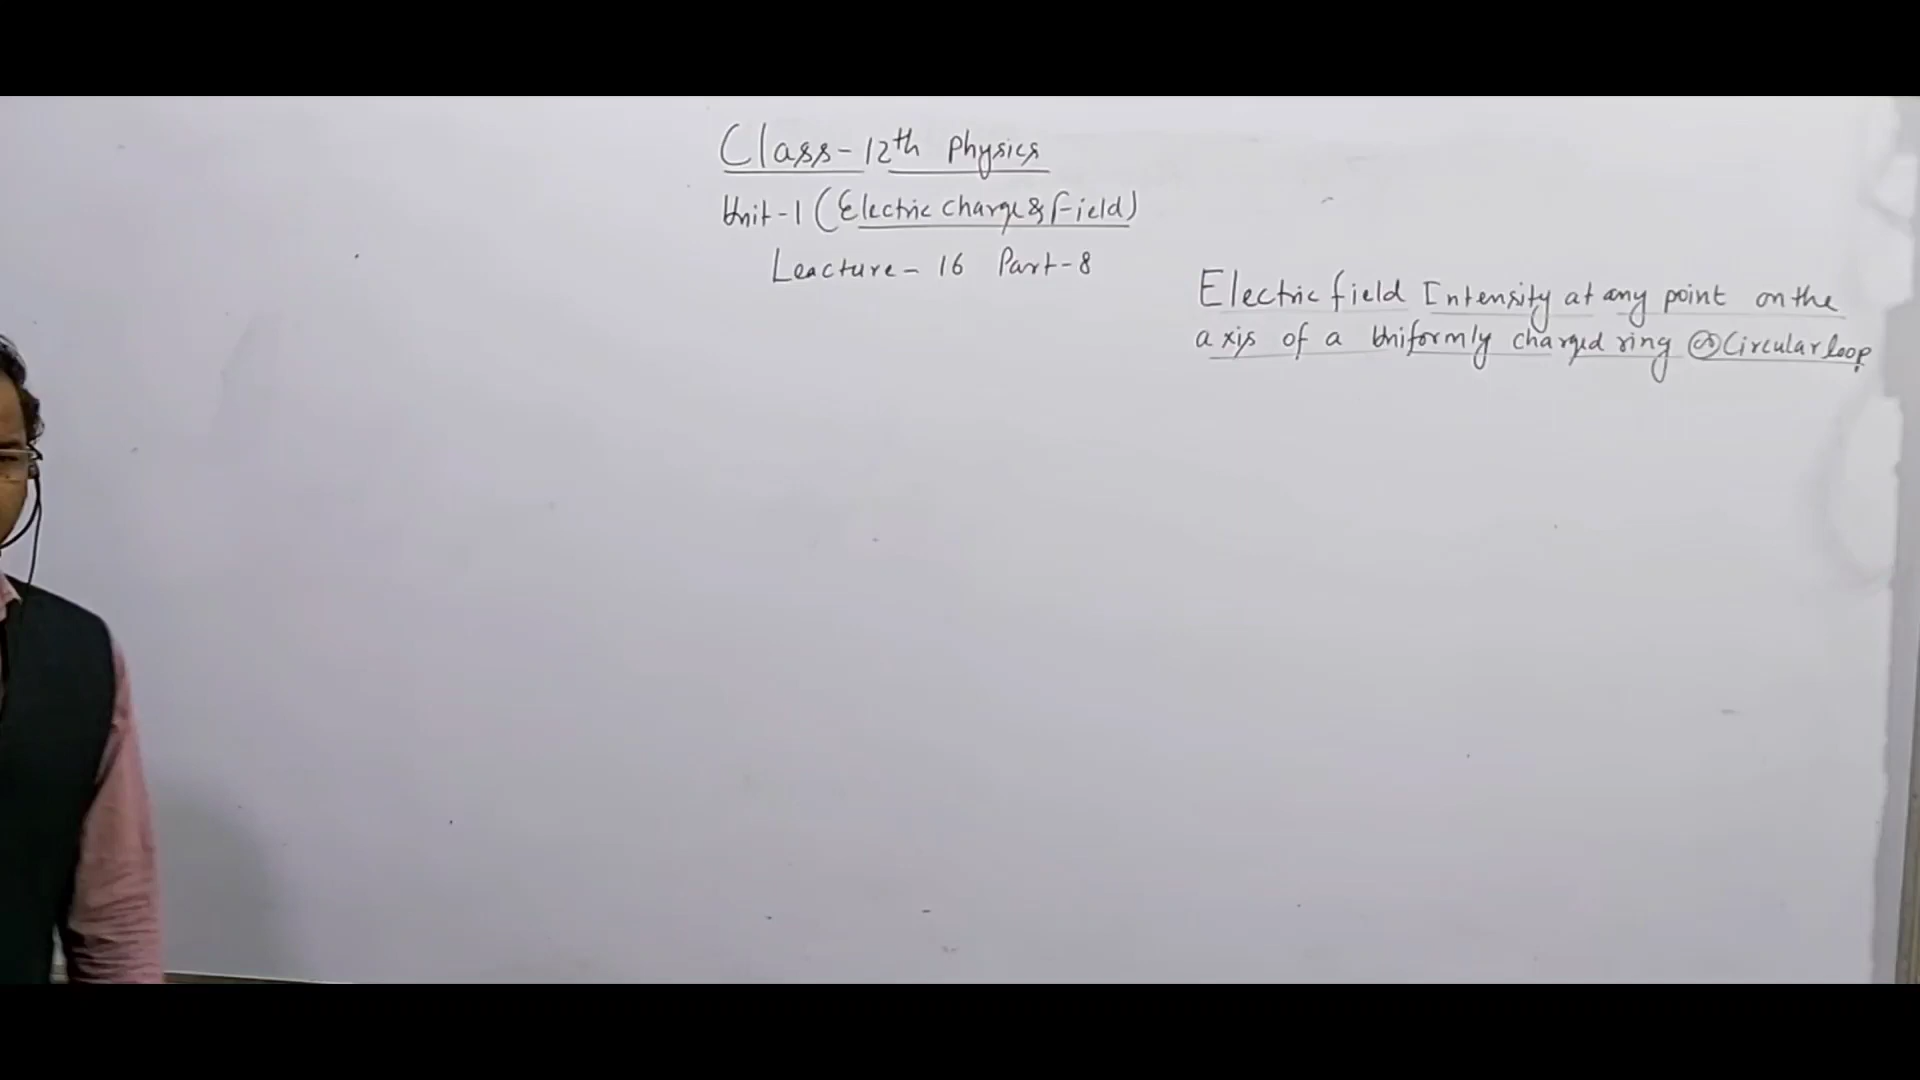 Class-12th Physics
Unit-1 (Electric charge & Field)
Leacture- 16 Part-8
Electric field Intensity at any point on the
axis of a Uniformly charged ring or Circular loop